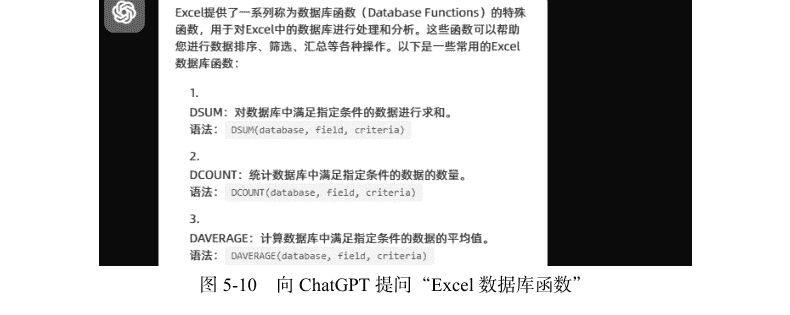 Excel提供了一系列称为数据库函数（Database Functions）的特殊
函数，用于对Excel中的数据库进行处理和分析。这些函数可以帮助
您进行数据排序、筛选、汇总等各种操作。以下是一些常用的Excel
数据库函数：
1.
DSUM：对数据库中满足指定条件的数据进行求和。
语法： DSUM(database, field, criteria)
2.
DCOUNT：统计数据库中满足指定条件的数据的数量。
语法： DCOUNT(database, field, criteria)
3.
DAVERAGE：计算数据库中满足指定条件的数据的平均值。
语法： DAVERAGE(database, field, criteria)
图 5-10　向 ChatGPT 提问“Excel 数据库函数”